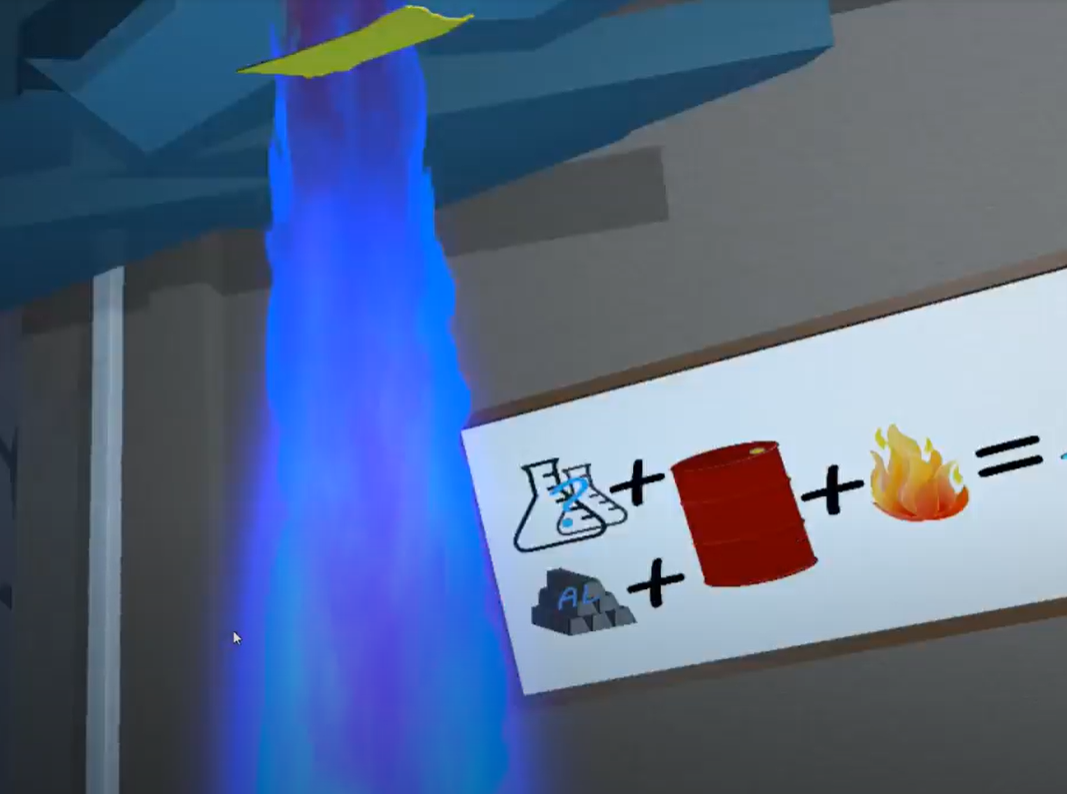 ? + + =
AL +